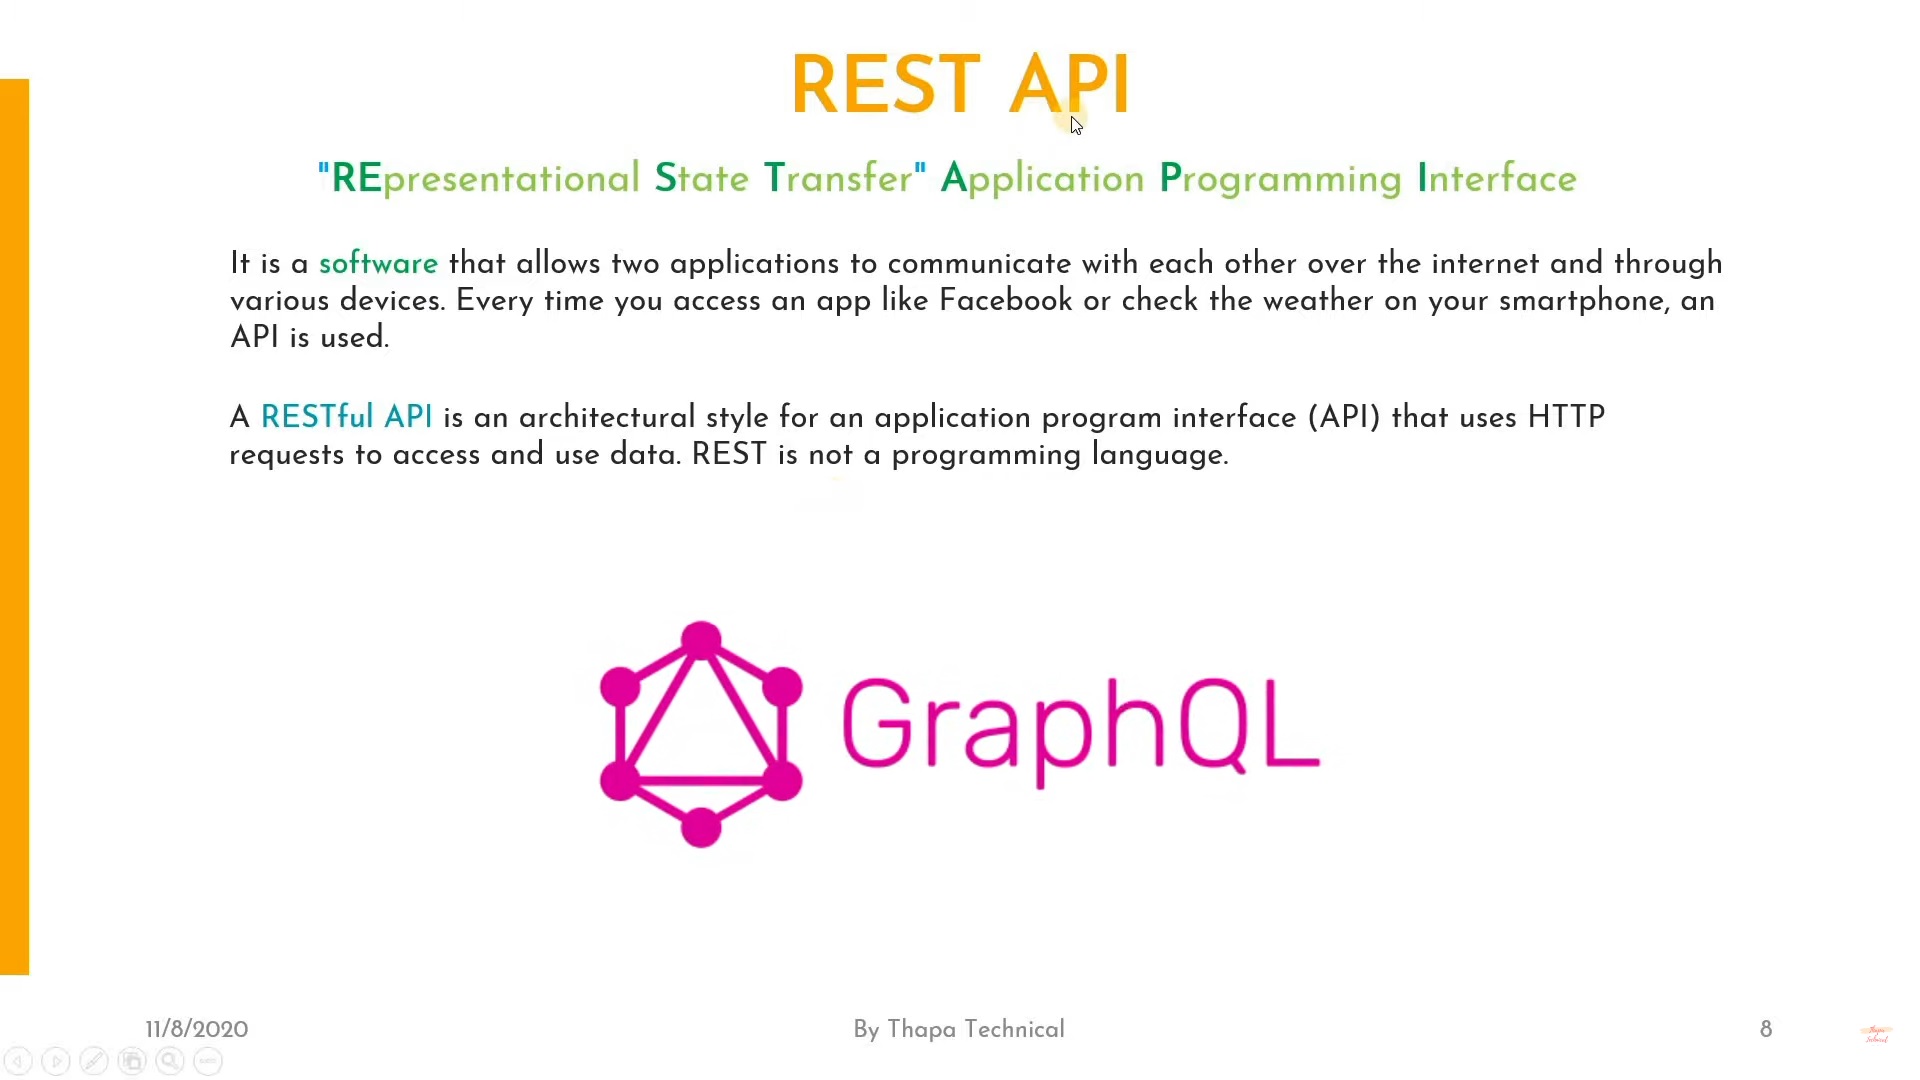 REST API
"REpresentational State Transfer" Application Programming Interface
It is a software that allows two applications to communicate with each other over the internet and through
various devices. Every time you access an app like Facebook or check the weather on your smartphone, an
API is used.
A RESTful API is an architectural style for an application program interface (API) that uses HTTP
requests to access and use data. REST is not a programming language.
GraphQL
11/8/2020
By Thapa Technical
8
Thapa
Technical